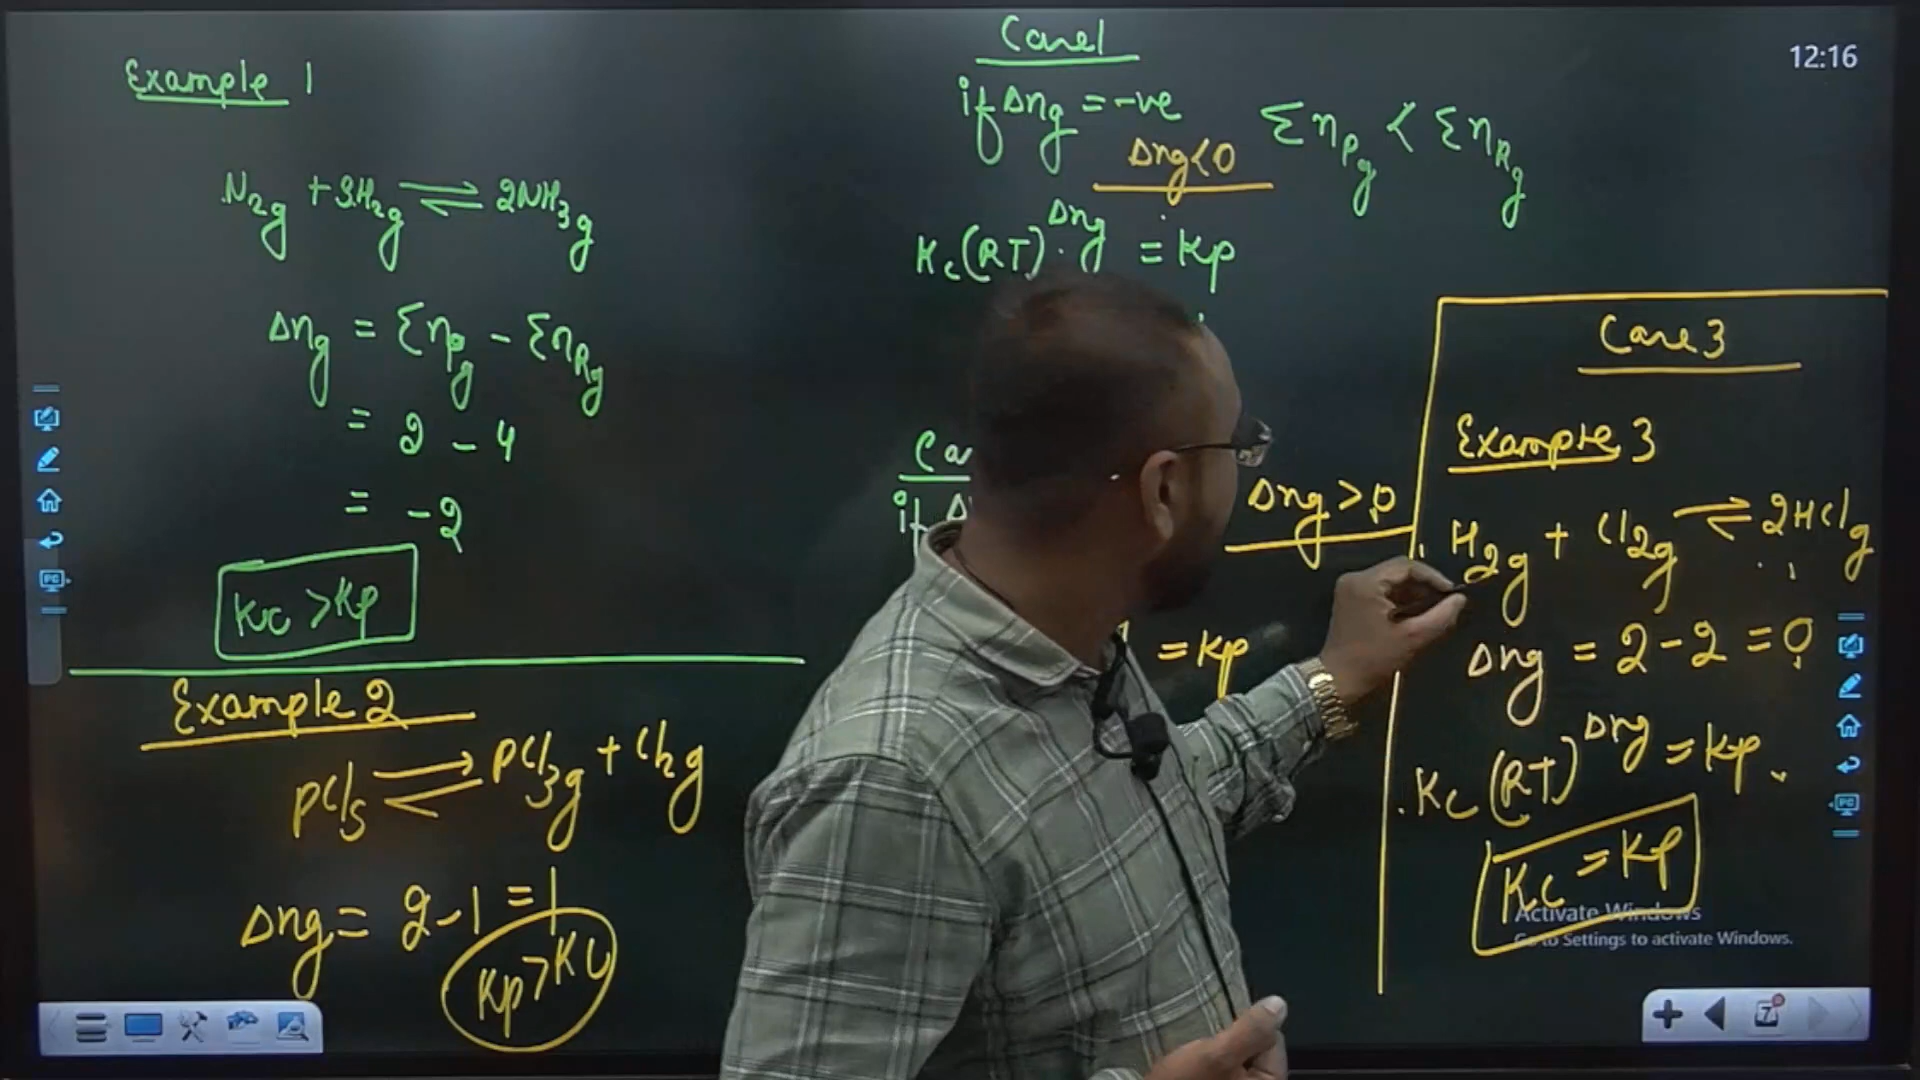 Example 1
N2g + 3H2g ⇌ 2NH3g
Δng = Σnpg - ΣnRg
= 2 - 4
= -2
Kc > Kp
Example 2
PCl5 ⇌ PCl3g + Cl2g
Δng = 2 - 1 = 1
Kp > Kc
Case 1
if Δng = -ve
Δng < 0
Σnpg < ΣnRg
Kc(RT)^Δng = Kp
if
Δng > 0
= Kp
12:16
Case 3
Example 3
H2g + Cl2g ⇌ 2HClg
Δng = 2 - 2 = 0
Kc (RT)^Δng = Kp
Kc = Kp
Activate Windows
Go to Settings to activate Windows.